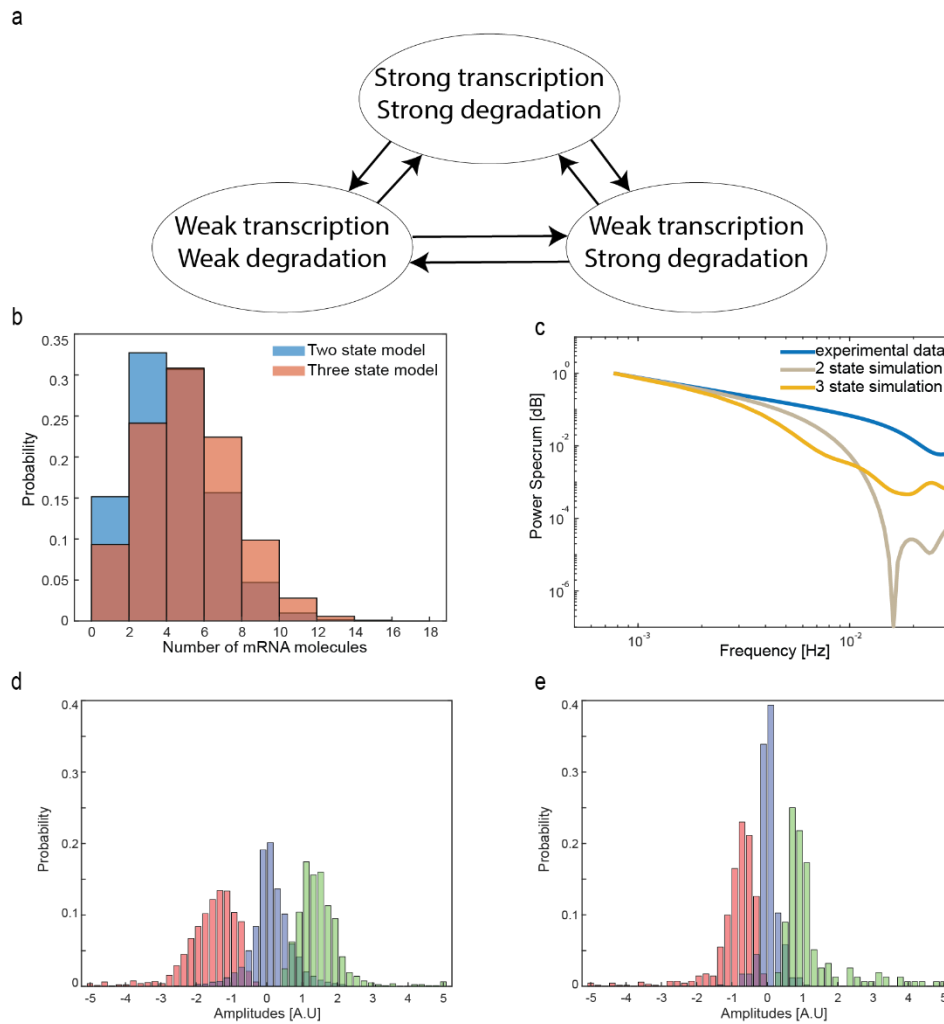 a
Strong transcription
Strong degradation
Weak transcription
Weak degradation
Weak transcription
Strong degradation
b
0.35
0.3
0.25
0.2
0.15
0.1
0.05
0
Probability
Two state model
Three state model
0 2 4 6 8 10 12 14 16 18
Number of mRNA molecules
c
experimental data
2 state simulation
3 state simulation
Power Specrum [dB]
10^0
10^-2
10^-4
10^-6
10^-3 10^-2
Frequency [Hz]
d
0.4
0.3
0.2
0.1
0
Probability
-5 -4 -3 -2 -1 0 1 2 3 4 5
Amplitudes [A.U]
e
0.4
0.3
0.2
0.1
0
Probability
-5 -4 -3 -2 -1 0 1 2 3 4 5
Amplitudes [A.U]